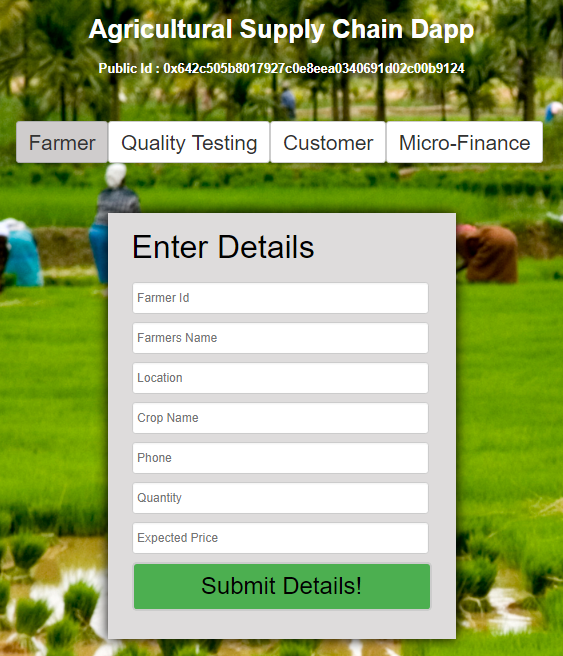 Agricultural Supply Chain Dapp
Public Id : 0x642c505b8017927c0e8eea0340691d02c00b9124
Farmer Quality Testing Customer Micro-Finance
Enter Details
Farmer Id
Farmers Name
Location
Crop Name
Phone
Quantity
Expected Price
Submit Details!